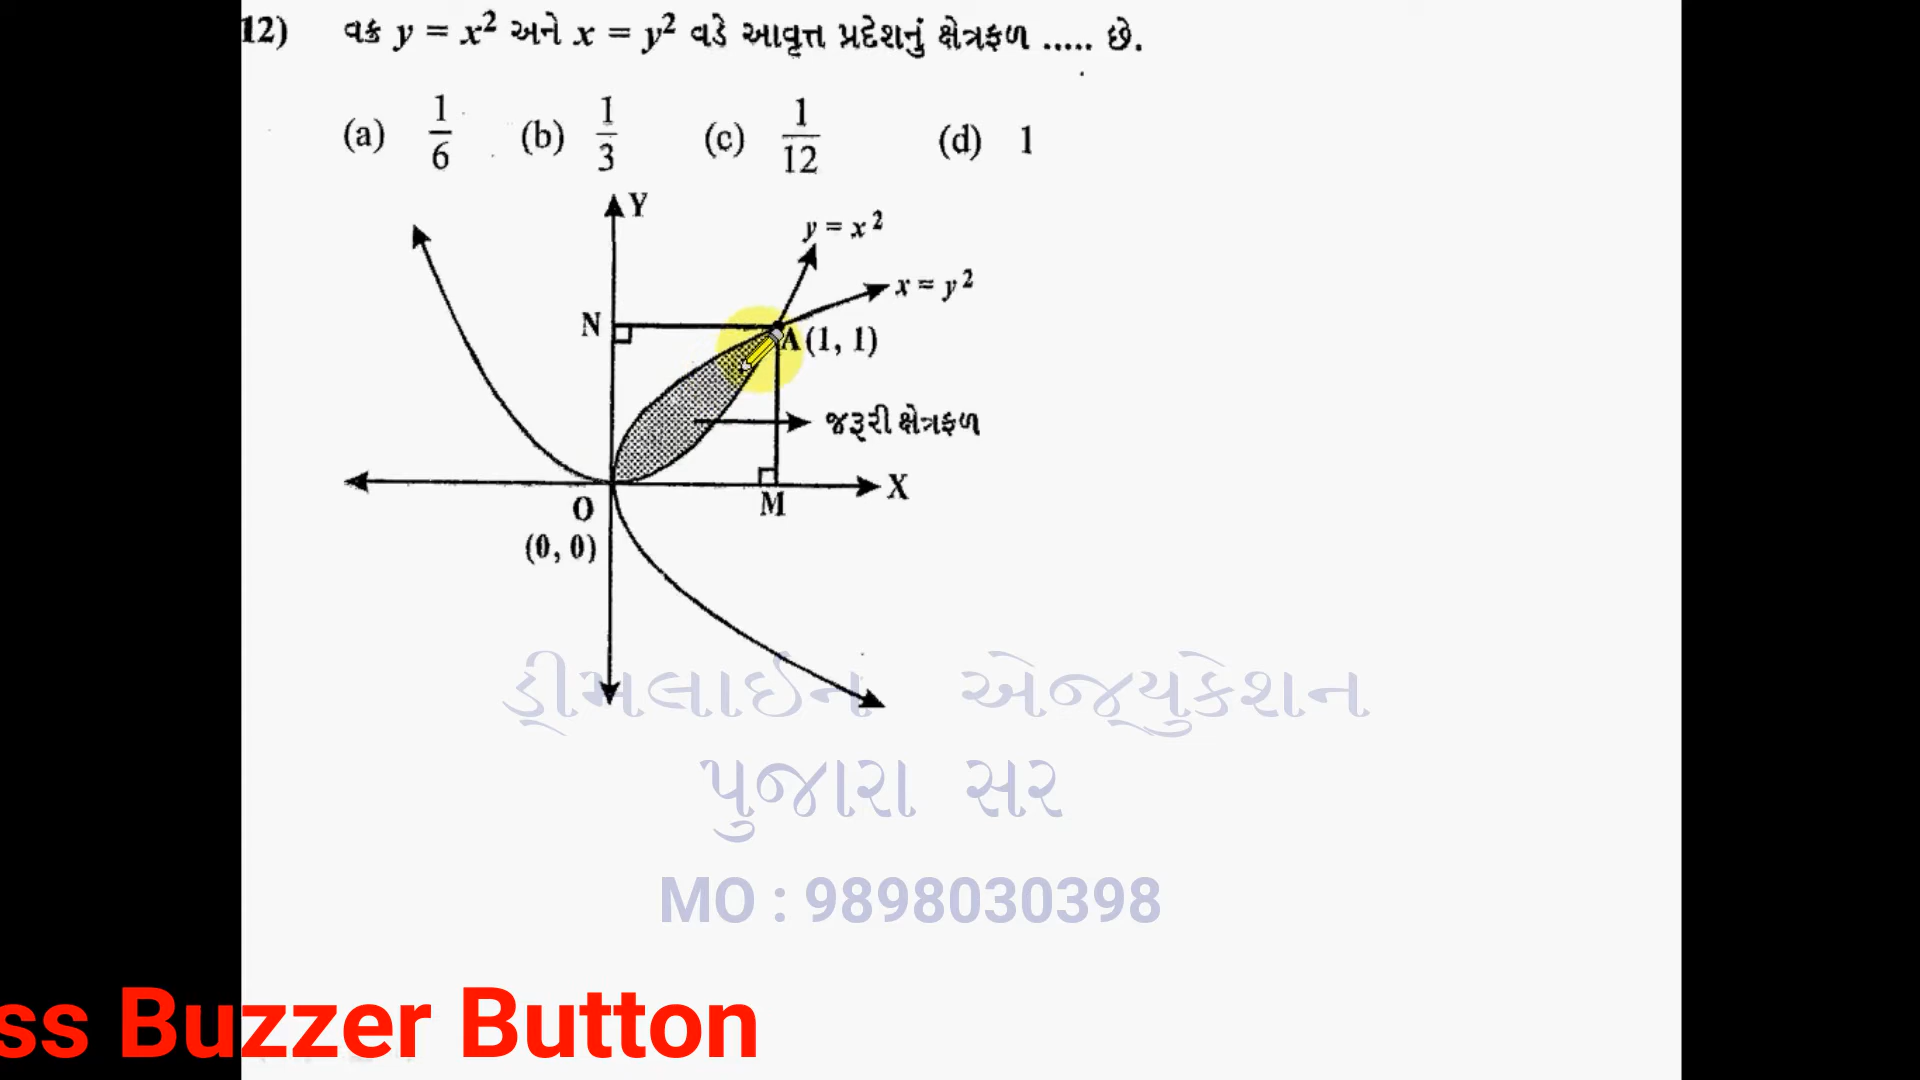 12) વક્ર y = x² અને x = y² વડે આવૃત્ત પ્રદેશનું ક્ષેત્રફળ ..... છે.
(a) 1/6 (b) 1/3 (c) 1/12 (d) 1
Y
y = x²
x = y²
N
A (1, 1)
જરૂરી ક્ષેત્રફળ
X
O
M
(0, 0)
ડ્રીમલાઈન એજ્યુકેશન
પુજારા સર
MO : 9898030398
ss Buzzer Button